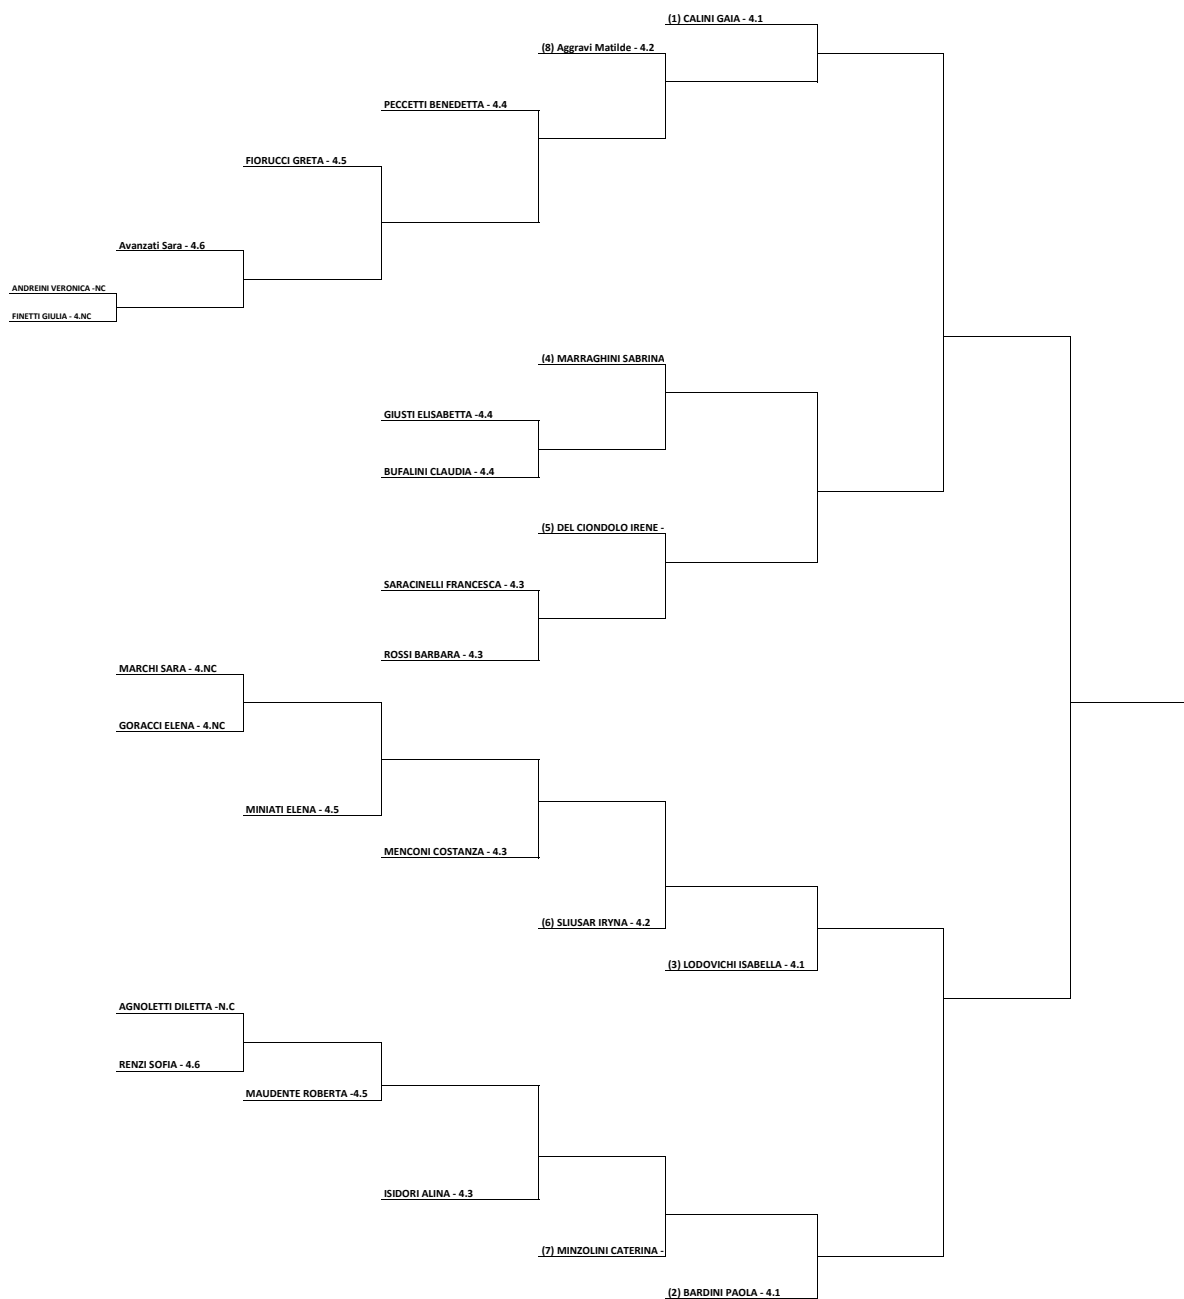 (1) CALINI GAIA - 4.1
(8) Aggravi Matilde - 4.2
PECCETTI BENEDETTA - 4.4
FIORUCCI GRETA - 4.5
Avanzati Sara - 4.6
ANDREINI VERONICA -NC
FINETTI GIULIA - 4.NC
(4) MARRAGHINI SABRINA
GIUSTI ELISABETTA -4.4
BUFALINI CLAUDIA - 4.4
(5) DEL CIONDOLO IRENE -
SARACINELLI FRANCESCA - 4.3
ROSSI BARBARA - 4.3
MARCHI SARA - 4.NC
GORACCI ELENA - 4.NC
MINIATI ELENA - 4.5
MENCONI COSTANZA - 4.3
(6) SLIUSAR IRYNA - 4.2
(3) LODOVICHI ISABELLA - 4.1
AGNOLETTI DILETTA -N.C
RENZI SOFIA - 4.6
MAUDENTE ROBERTA -4.5
ISIDORI ALINA - 4.3
(7) MINZOLINI CATERINA -
(2) BARDINI PAOLA - 4.1